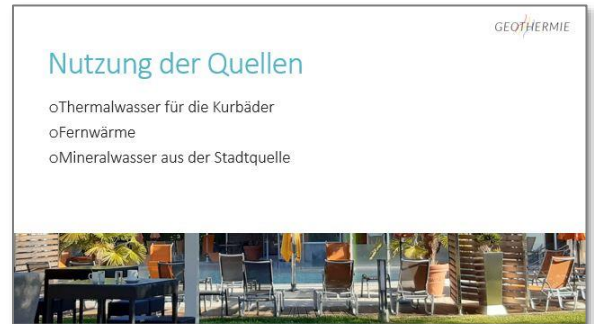 GEOTHERMIE
Nutzung der Quellen
oThermalwasser für die Kurbäder
oFernwärme
oMineralwasser aus der Stadtquelle